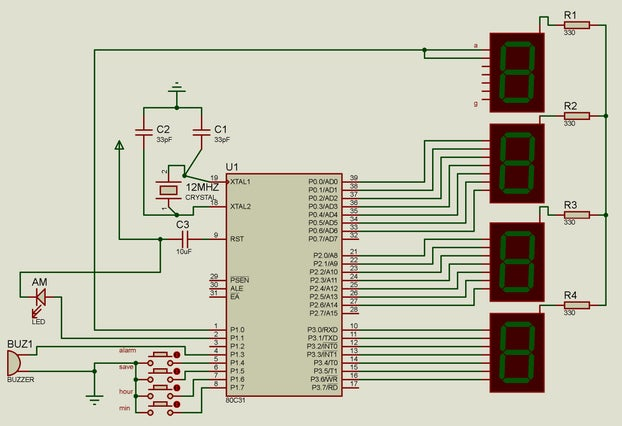 R1
330
a
g
R2
330
C2
33pF
C1
33pF
U1
2
1
12MHZ
CRYSTAL
19
XTAL1
18
XTAL2
C3
10uF
9
RST
29
PSEN
30
ALE
31
EA
1
P1.0
2
P1.1
3
P1.2
4
P1.3
5
P1.4
6
P1.5
7
P1.6
8
P1.7
80C31
P0.0/AD0
39
P0.1/AD1
38
P0.2/AD2
37
P0.3/AD3
36
P0.4/AD4
35
P0.5/AD5
34
P0.6/AD6
33
P0.7/AD7
32
P2.0/A8
21
P2.1/A9
22
P2.2/A10
23
P2.3/A11
24
P2.4/A12
25
P2.5/A13
26
P2.6/A14
27
P2.7/A15
28
P3.0/RXD
10
P3.1/TXD
11
P3.2/INT0
12
P3.3/INT1
13
P3.4/T0
14
P3.5/T1
15
P3.6/WR
16
P3.7/RD
17
R3
330
R4
330
AM
LED
BUZ1
BUZZER
alarm
save
hour
min